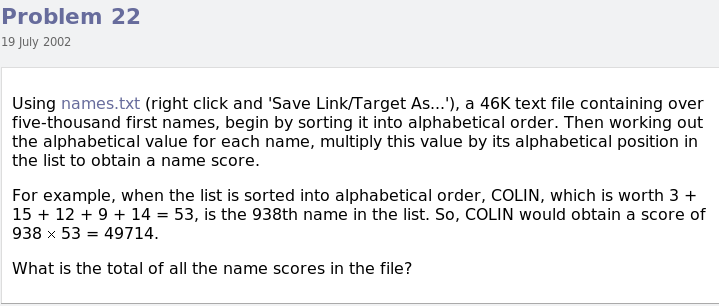 Problem 22
19 July 2002
Using names.txt (right click and 'Save Link/Target As...'), a 46K text file containing over
five-thousand first names, begin by sorting it into alphabetical order. Then working out
the alphabetical value for each name, multiply this value by its alphabetical position in
the list to obtain a name score.
For example, when the list is sorted into alphabetical order, COLIN, which is worth 3 +
15 + 12 + 9 + 14 = 53, is the 938th name in the list. So, COLIN would obtain a score of
938 × 53 = 49714.
What is the total of all the name scores in the file?